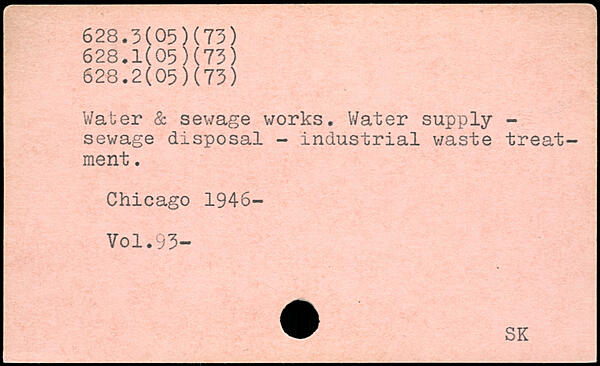 628.3(05)(73)
628.1(05)(73)
628.2(05)(73)
Water & sewage works. Water supply -
sewage disposal - industrial waste treat-
ment.
Chicago 1946-
Vol.93-
SK